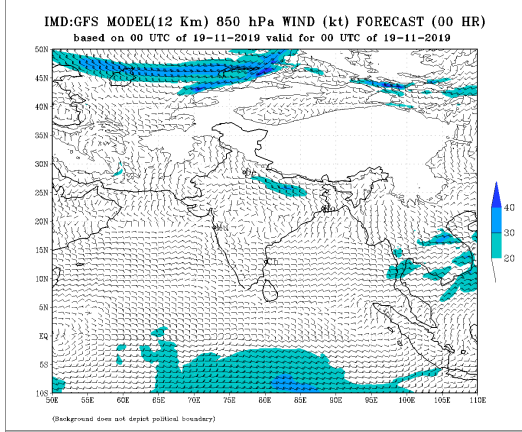 IMD:GFS MODEL(12 Km) 850 hPa WIND (kt) FORECAST (00 HR)
based on 00 UTC of 19-11-2019 valid for 00 UTC of 19-11-2019
50N
45N
40N
35N
30N
25N
20N
15N
10N
5N
EQ
5S
10S
50E 55E 60E 65E 70E 75E 80E 85E 90E 95E 100E 105E 110E
40
30
20
(Background does not depict political boundary)